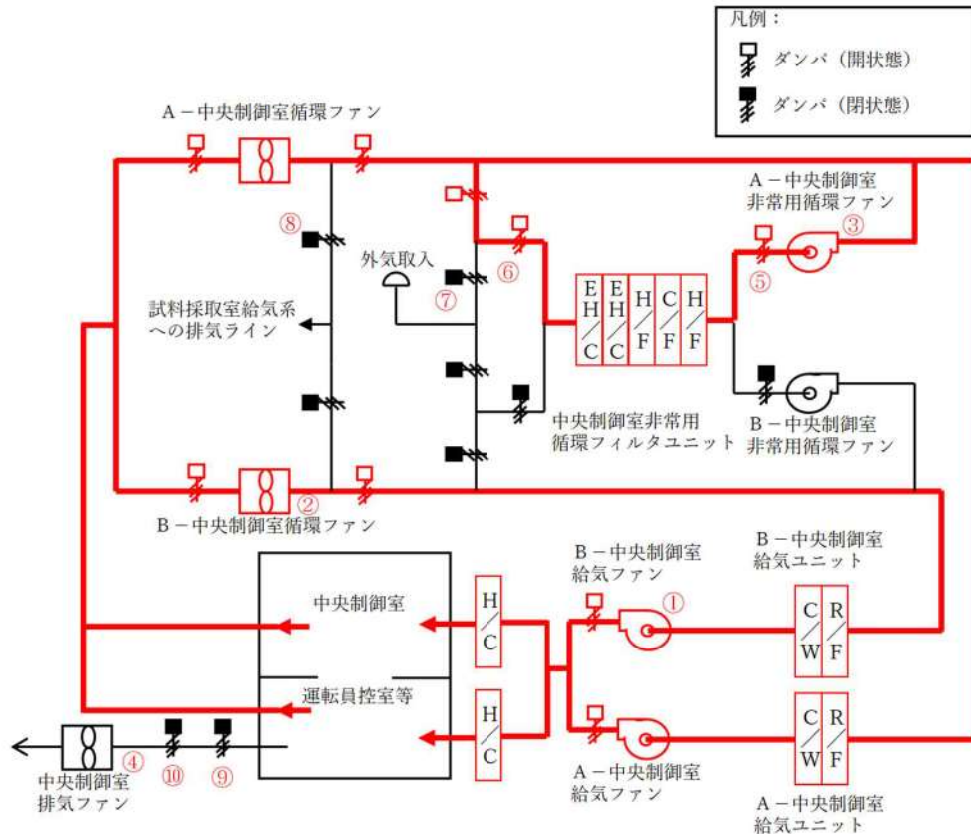 凡例：
ダンパ（開状態）
ダンパ（閉状態）
A－中央制御室循環ファン
A－中央制御室
非常用循環ファン
③
⑧
外気取入
⑥
⑤
⑦
試料採取室給気系
への排気ライン
EH/C
EH/C
H/F
C/F
H/F
中央制御室非常用
循環フィルタユニット
B－中央制御室
非常用循環ファン
②
B－中央制御室循環ファン
B－中央制御室
給気ファン
①
B－中央制御室
給気ユニット
中央制御室
H/C
C/W
R/F
運転員控室等
H/C
C/W
R/F
④
⑩
⑨
中央制御室
排気ファン
A－中央制御室
給気ファン
A－中央制御室
給気ユニット